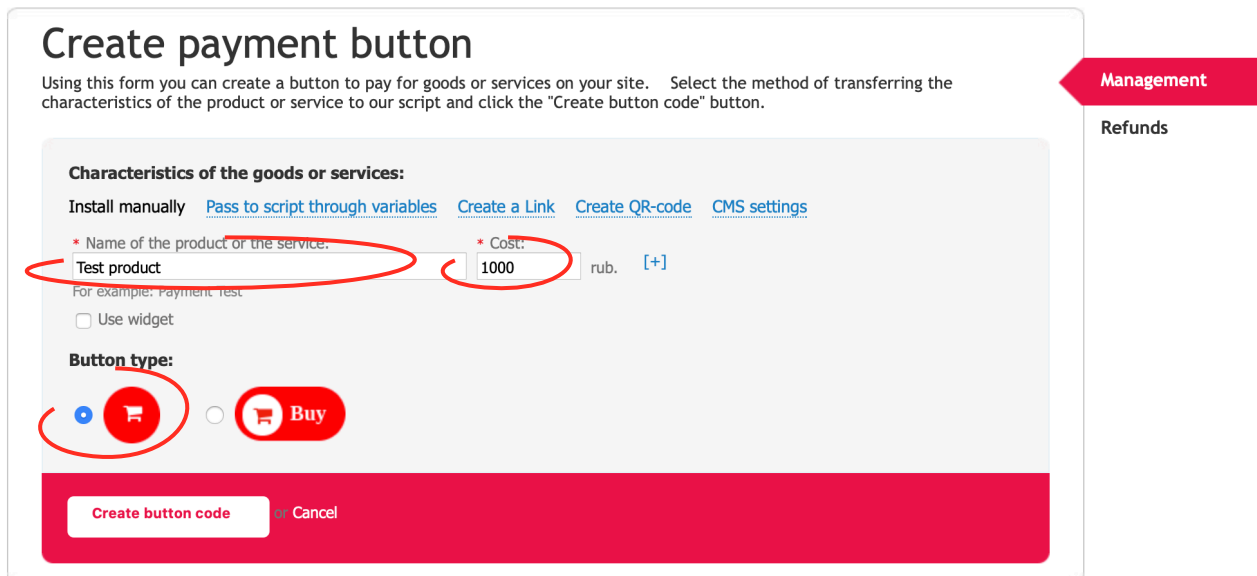 Create payment button
Using this form you can create a button to pay for goods or services on your site. Select the method of transferring the
characteristics of the product or service to our script and click the "Create button code" button.
Management
Refunds
Characteristics of the goods or services:
Install manually Pass to script through variables Create a Link Create QR-code CMS settings
* Name of the product or the service: * Cost:
Test product 1000 rub. [+]
For example: Payment Test
Use widget
Button type:
Buy
Create button code or Cancel